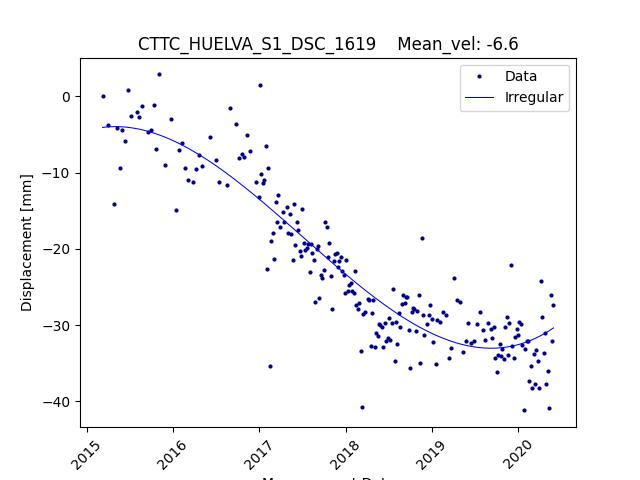 CTTC_HUELVA_S1_DSC_1619    Mean_vel: -6.6
Data
Irregular
Displacement [mm]
0
−10
−20
−30
−40
2015
2016
2017
2018
2019
2020